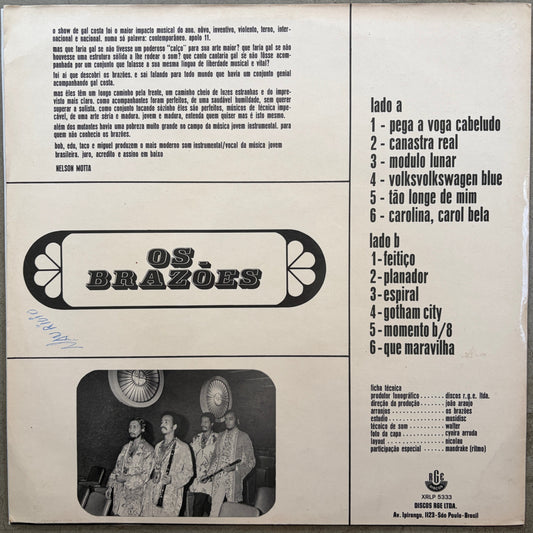 o show de gal costa foi o maior impacto musical do ano. nôvo, inventivo, violento, terno, inter-
nacional e nacional. numa só palavra: contemporâneo. apolo 11.
mas que faria gal se não tivesse um poderoso "calço" para sua arte maior? que faria gal se não
houvesse uma estrutura sólida a lhe rodear o som? que canto cantaria gal se não fôsse acom-
panhada por um conjunto que falasse a sua mesma língua de liberdade musical e vital?
foi aí que descobri os brazões. e saí falando para todo mundo que havia um conjunto genial
acompanhando gal costa.
mas êles têm um longo caminho pela frente, um caminho cheio de luzes estranhas e do impre-
visto mais claro. como acompanhantes foram perfeitos, de uma saudável humildade, sem querer
superar a solista. como conjunto tocando sòzinho êles são perfeitos, músicos de técnica impe-
cável, de uma arte séria e madura. jovem e madura, entenda quem quiser mas é isto mesmo.
além dos mutantes havia uma pobreza muito grande no campo da música jovem instrumental. para
quem não conhecia os brazões.
bob, edu, taco e miguel produzem o mais moderno som instrumental/vocal da música jovem
brasileira. juro, acredito e assino em baixo
NELSON MOTTA
OS
BRAZÕES
lado a
1 - pega a voga cabeludo
2 - canastra real
3 - modulo lunar
4 - volksvolkswagen blue
5 - tão longe de mim
6 - carolina, carol bela
lado b
1 - feitiço
2 - planador
3 - espiral
4 - gotham city
5 - momento b/8
6 - que maravilha
ficha técnica
produtor fonográfico ...... discos r.g.e. ltda.
direção da produção ...... joão araujo
arranjos ............ os brazões
estudio ............ musidisc
técnico de som ........ walter
foto da capa .......... cynira arruda
layout ............ nicolau
participação especial ..... mandrake (ritmo)
RGE
XRLP 5333
DISCOS RGE LTDA.
Av. Ipiranga, 1123 - São Paulo - Brasil